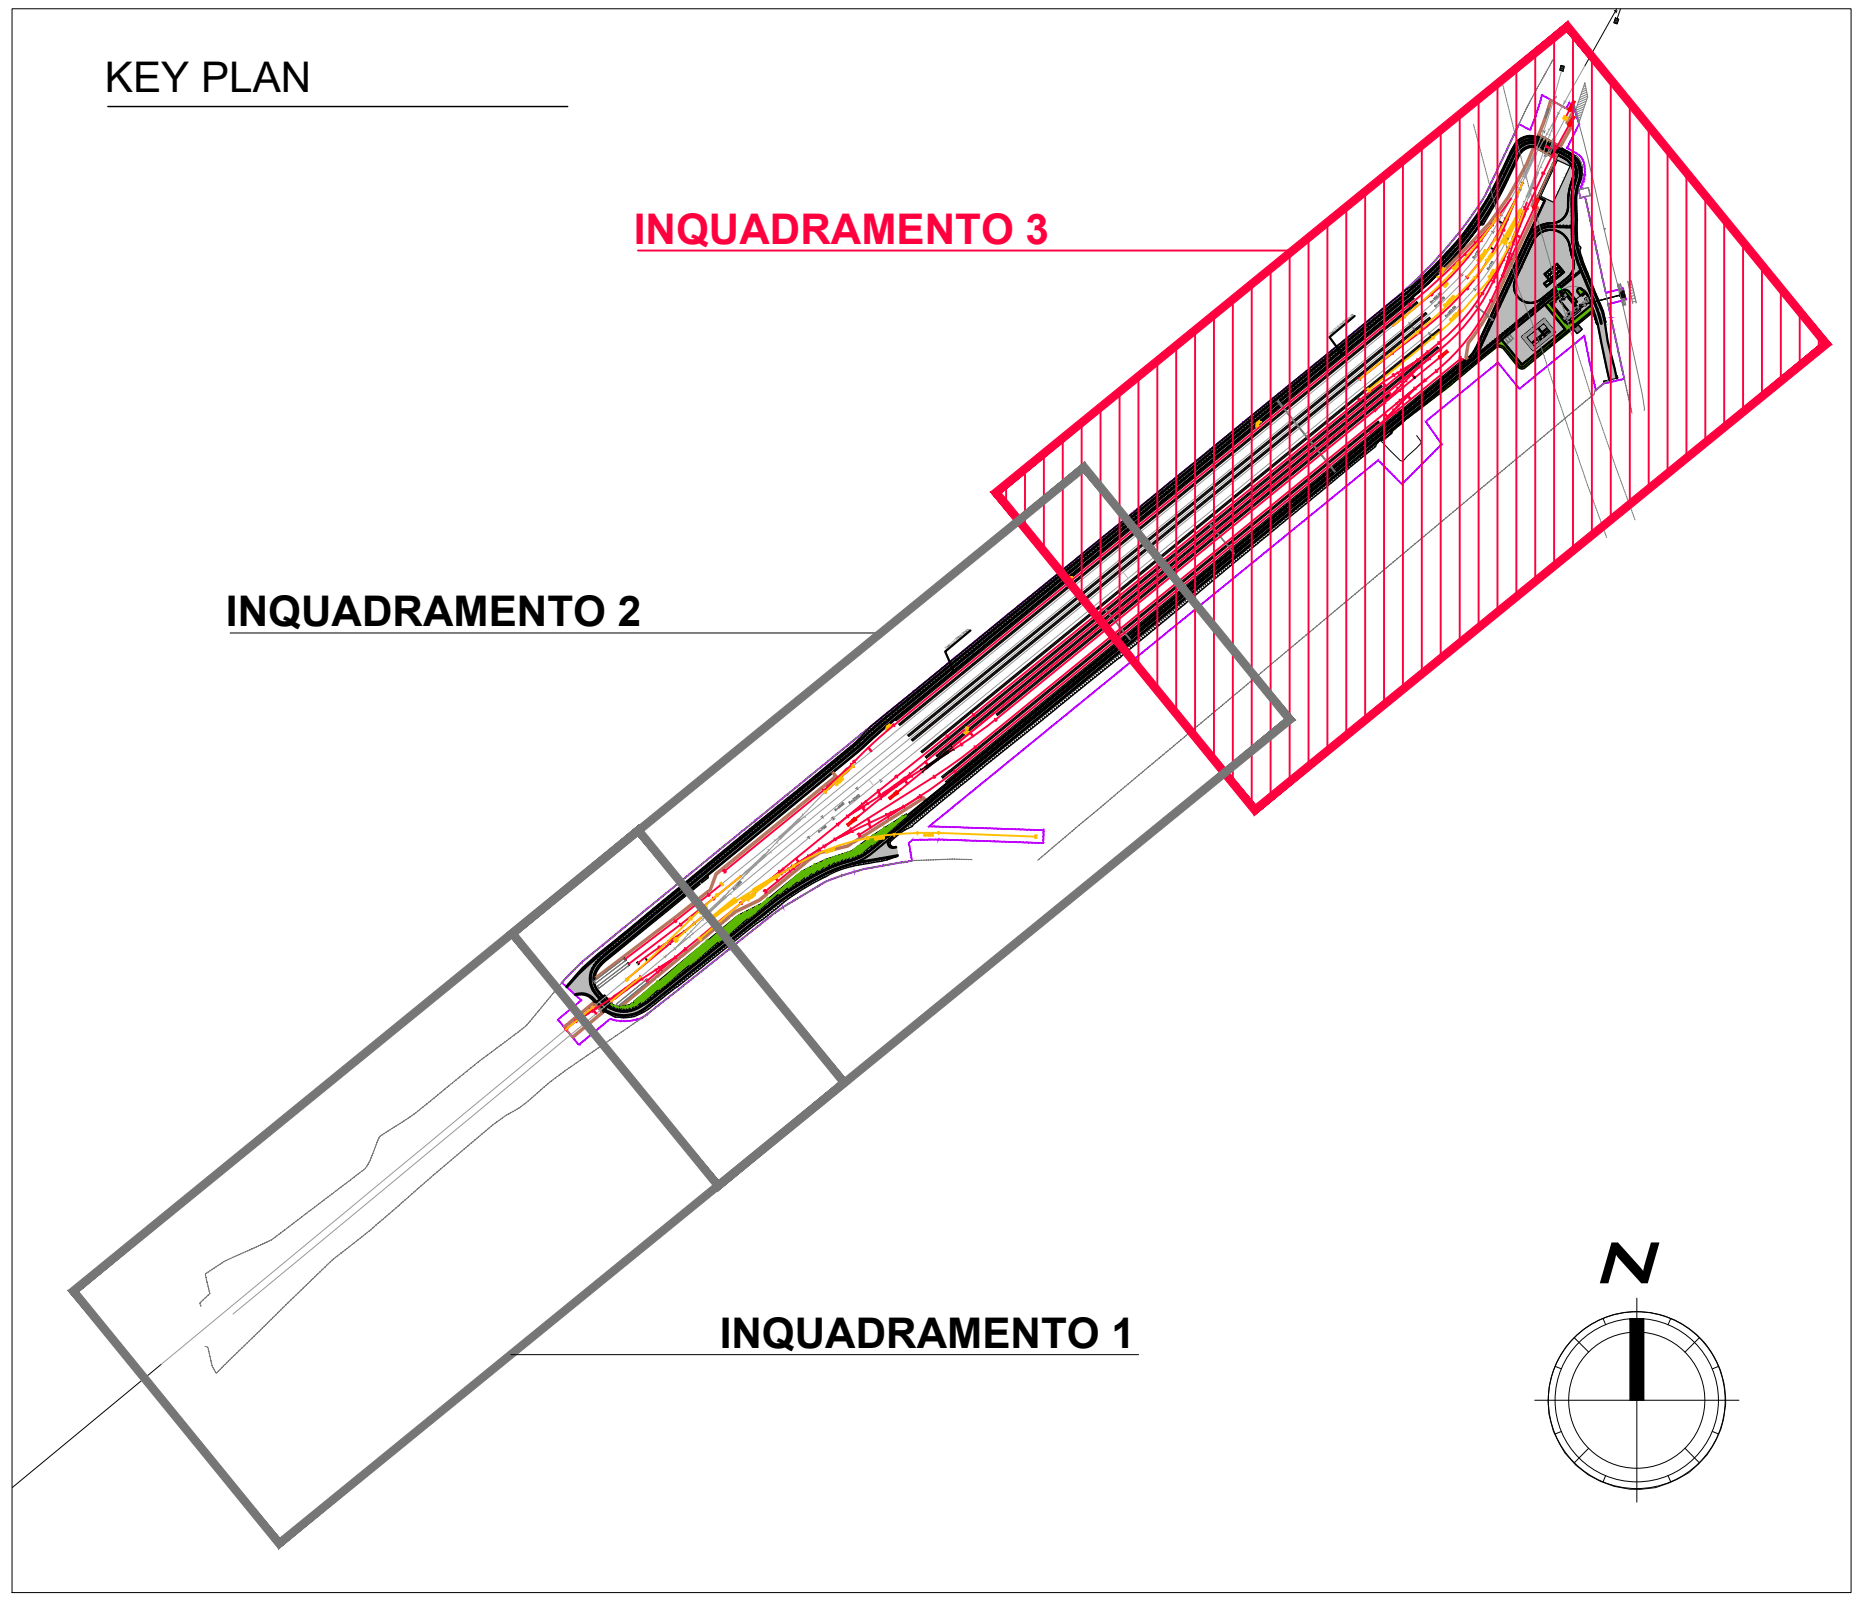 KEY PLAN
INQUADRAMENTO 3
INQUADRAMENTO 2
INQUADRAMENTO 1
N